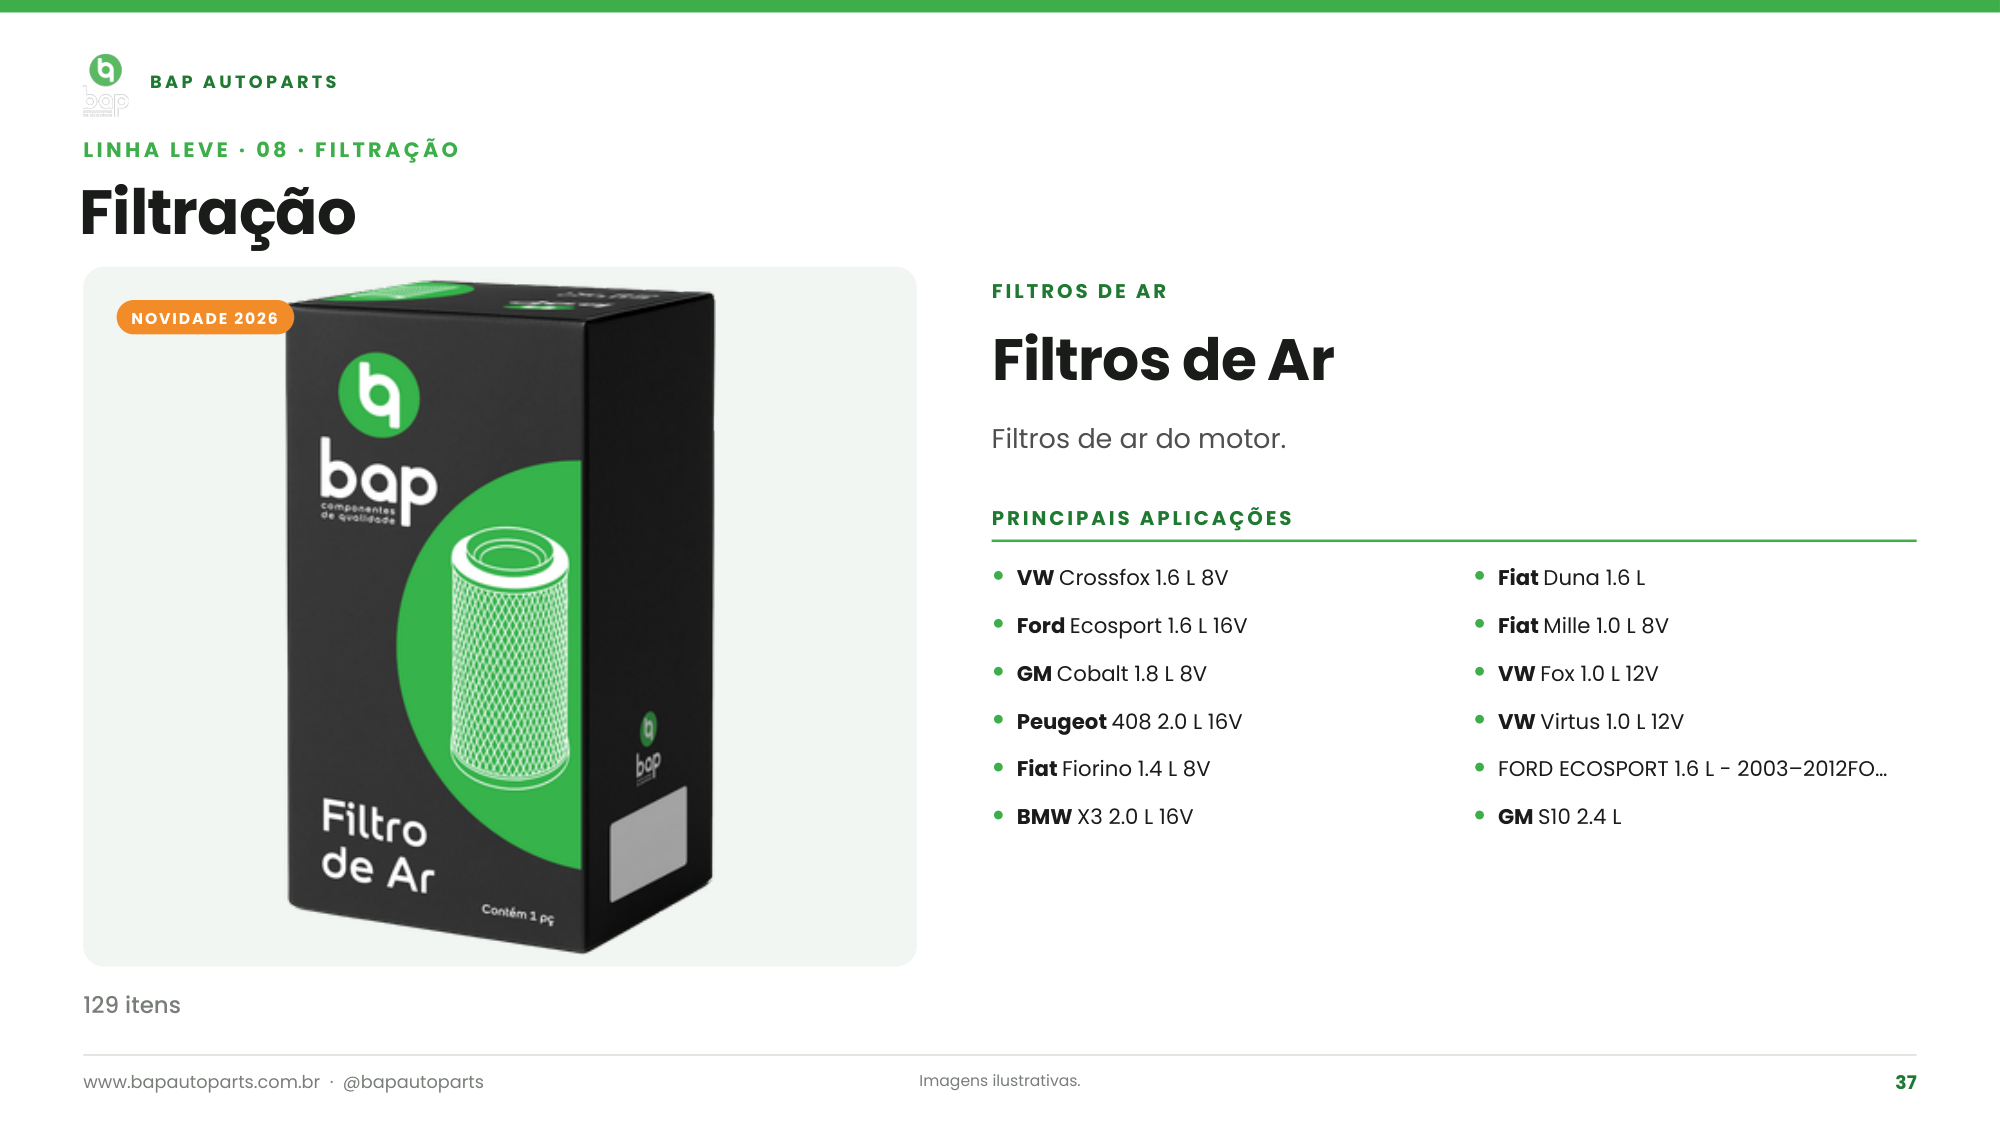 bap
BAP AUTOPARTS
LINHA LEVE · 08 · FILTRAÇÃO
Filtração
NOVIDADE 2026
bap
componentes
de qualidade
Filtro
de Ar
Contém 1 pç
bap
129 itens
FILTROS DE AR
Filtros de Ar
Filtros de ar do motor.
PRINCIPAIS APLICAÇÕES
• VW Crossfox 1.6 L 8V
• Ford Ecosport 1.6 L 16V
• GM Cobalt 1.8 L 8V
• Peugeot 408 2.0 L 16V
• Fiat Fiorino 1.4 L 8V
• BMW X3 2.0 L 16V
• Fiat Duna 1.6 L
• Fiat Mille 1.0 L 8V
• VW Fox 1.0 L 12V
• VW Virtus 1.0 L 12V
• FORD ECOSPORT 1.6 L - 2003–2012FO...
• GM S10 2.4 L
www.bapautoparts.com.br · @bapautoparts
Imagens ilustrativas.
37